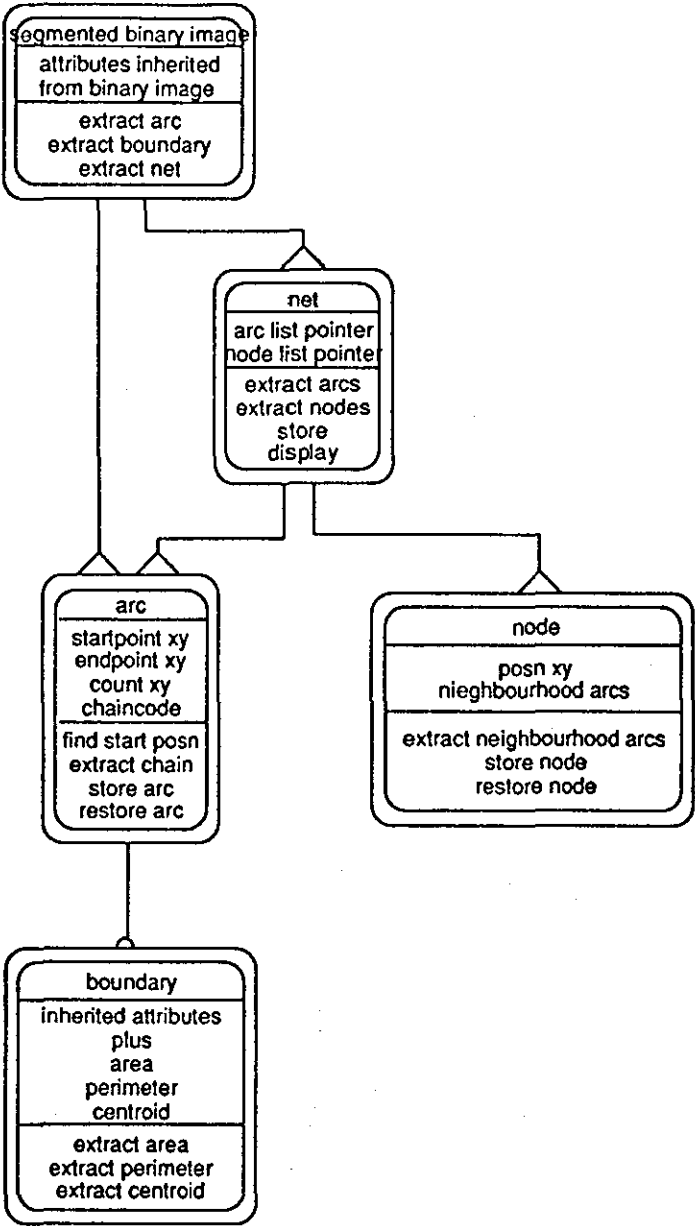 segmented binary image
attributes inherited
from binary image
extract arc
extract boundary
extract net
net
arc list pointer
node list pointer
extract arcs
extract nodes
store
display
arc
startpoint xy
endpoint xy
count xy
chaincode
find start posn
extract chain
store arc
restore arc
node
posn xy
nieghbourhood arcs
extract neighbourhood arcs
store node
restore node
boundary
inherited attributes
plus
area
perimeter
centroid
extract area
extract perimeter
extract centroid